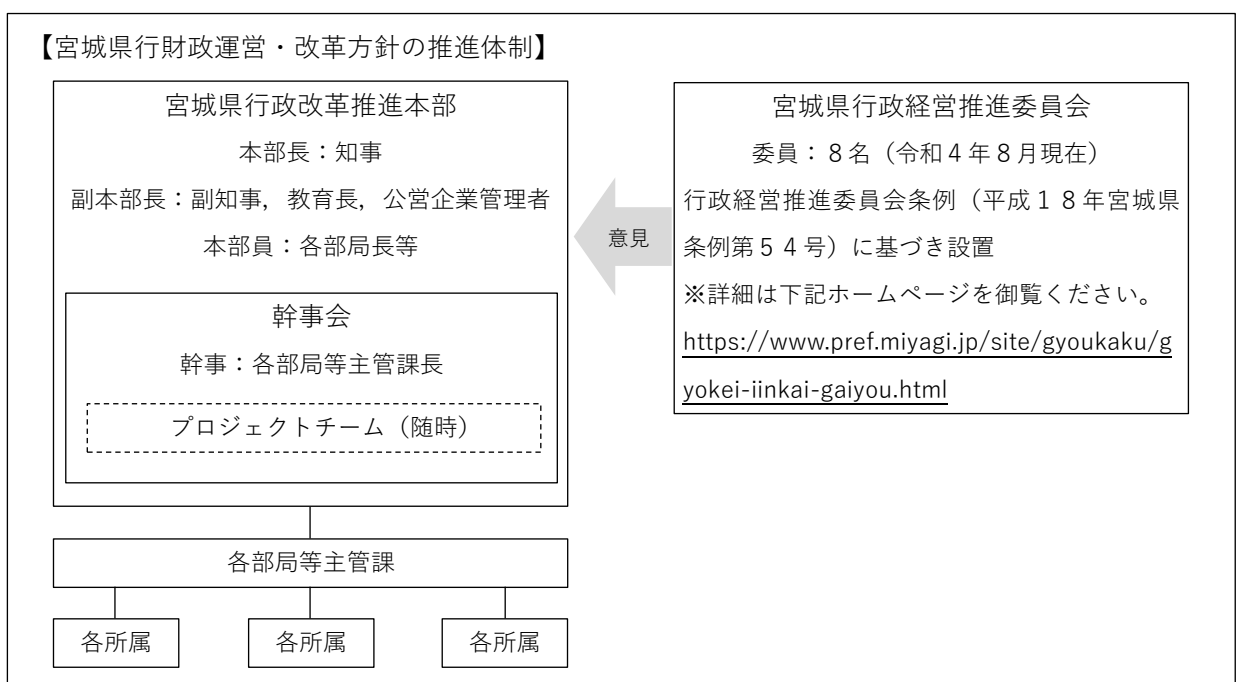 【宮城県行財政運営・改革方針の推進体制】
宮城県行政改革推進本部
本部長：知事
副本部長：副知事，教育長，公営企業管理者
本部員：各部局長等
幹事会
幹事：各部局等主管課長
プロジェクトチーム（随時）
各部局等主管課
各所属
各所属
各所属
意見
宮城県行政経営推進委員会
委員：８名（令和４年８月現在）
行政経営推進委員会条例（平成１８年宮城県
条例第５４号）に基づき設置
※詳細は下記ホームページを御覧ください。
https://www.pref.miyagi.jp/site/gyoukaku/g
yokei-iinkai-gaiyou.html